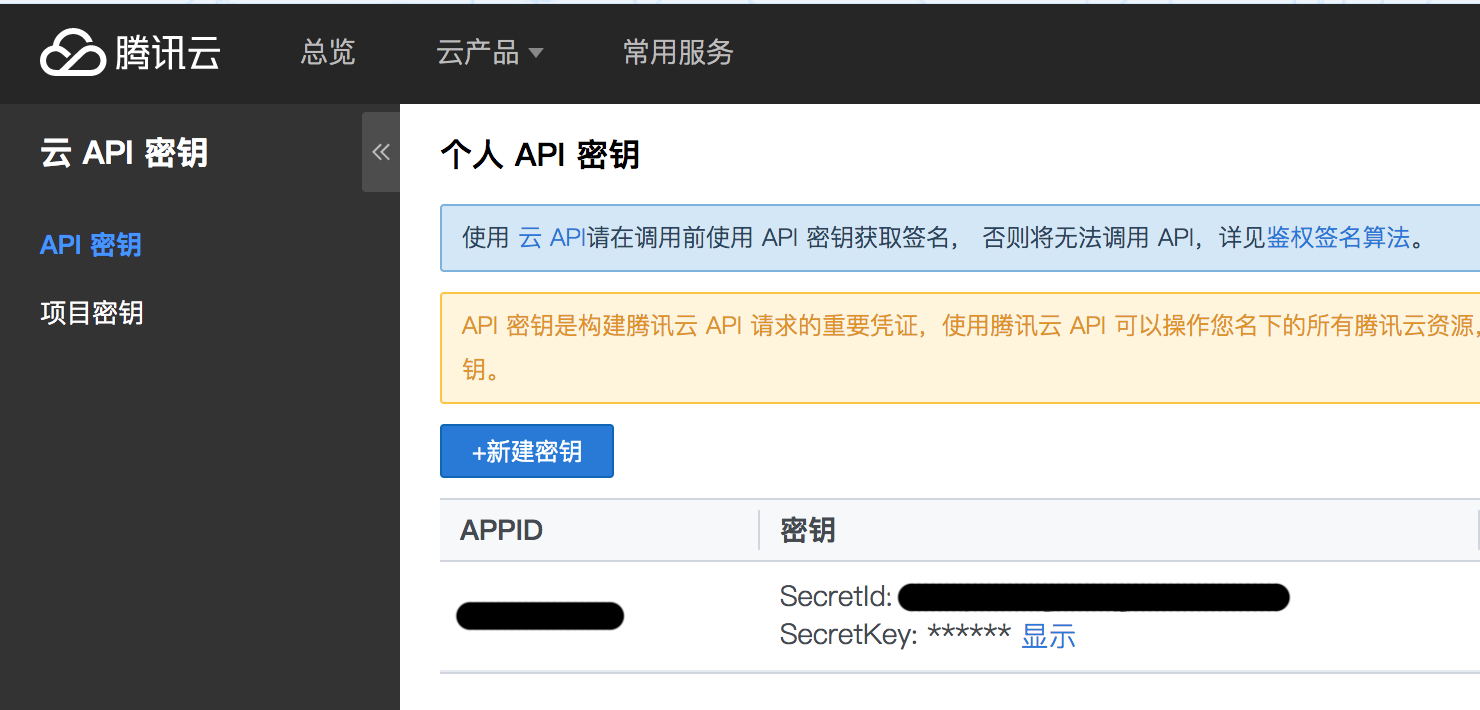 腾讯云 总览 云产品 常用服务
云 API 密钥
«
API 密钥
项目密钥
个人 API 密钥
使用 云 API请在调用前使用 API 密钥获取签名， 否则将无法调用 API，详见鉴权签名算法。
API 密钥是构建腾讯云 API 请求的重要凭证，使用腾讯云 API 可以操作您名下的所有腾讯云资源，
钥。
+新建密钥
APPID 密钥
SecretId:
SecretKey: ****** 显示